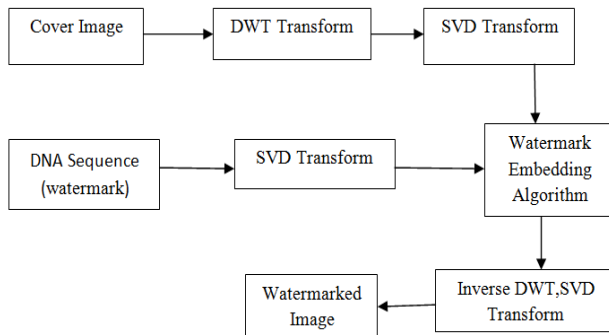 Cover Image
DWT Transform
SVD Transform
DNA Sequence
(watermark)
SVD Transform
Watermark
Embedding
Algorithm
Watermarked
Image
Inverse DWT,SVD
Transform